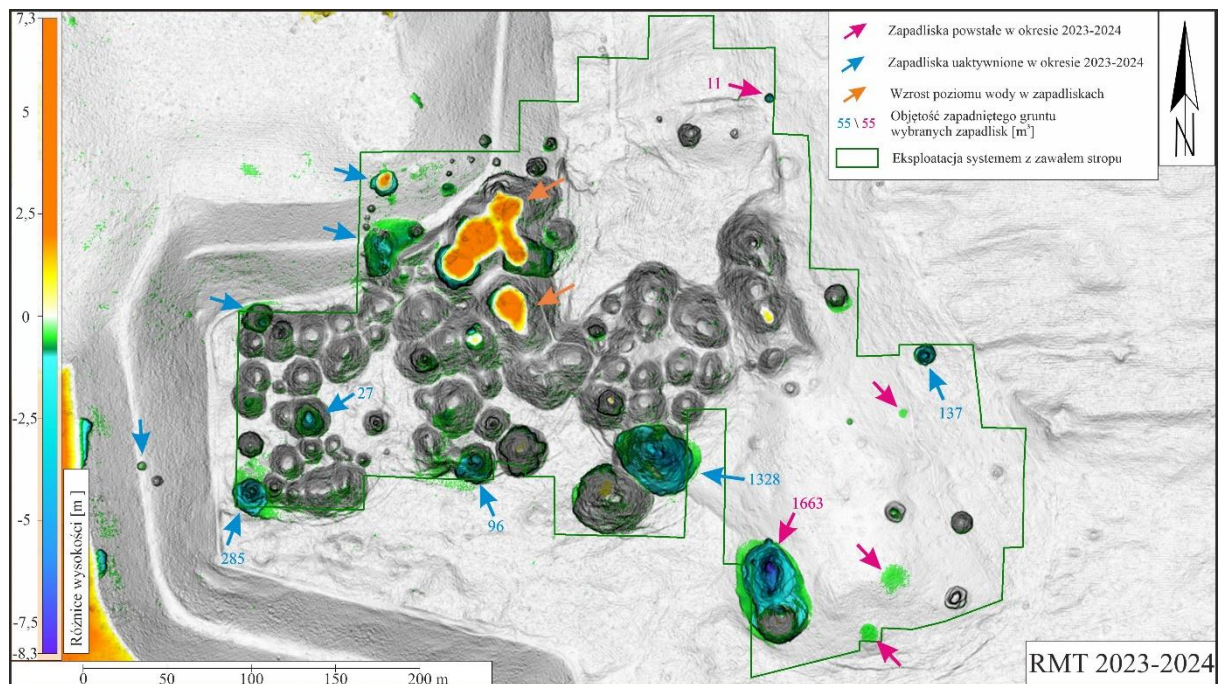 7,3
5
2,5
0
-2,5
-5
-7,5
-8,3
Różnice wysokości [m]
Zapadliska powstałe w okresie 2023-2024
Zapadliska uaktywnione w okresie 2023-2024
Wzrost poziomu wody w zapadliskach
55 \ 55
Objętość zapadniętego gruntu
wybranych zapadlisk [m³]
Eksploatacja systemem z zawałem stropu
N
11
27
137
1328
96
1663
285
0
50
100
150
200 m
RMT 2023-2024